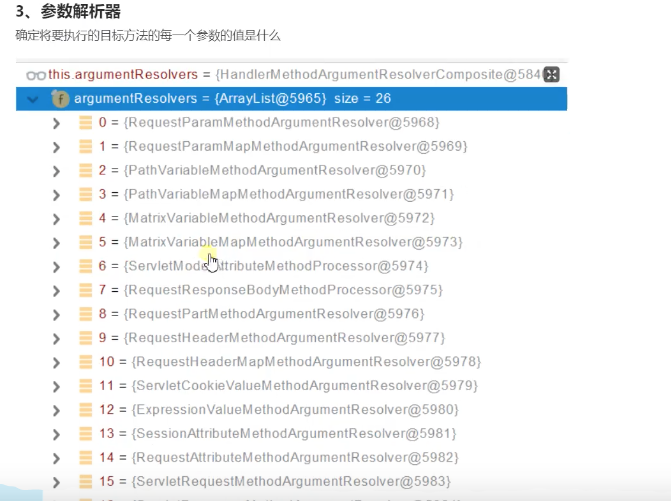 3、参数解析器
确定将要执行的目标方法的每一个参数的值是什么
this.argumentResolvers = {HandlerMethodArgumentResolverComposite@584
f argumentResolvers = {ArrayList@5965} size = 26
0 = {RequestParamMethodArgumentResolver@5968}
1 = {RequestParamMapMethodArgumentResolver@5969}
2 = {PathVariableMethodArgumentResolver@5970}
3 = {PathVariableMapMethodArgumentResolver@5971}
4 = {MatrixVariableMethodArgumentResolver@5972}
5 = {MatrixVariableMapMethodArgumentResolver@5973}
6 = {ServletModelAttributeMethodProcessor@5974}
7 = {RequestResponseBodyMethodProcessor@5975}
8 = {RequestPartMethodArgumentResolver@5976}
9 = {RequestHeaderMethodArgumentResolver@5977}
10 = {RequestHeaderMapMethodArgumentResolver@5978}
11 = {ServletCookieValueMethodArgumentResolver@5979}
12 = {ExpressionValueMethodArgumentResolver@5980}
13 = {SessionAttributeMethodArgumentResolver@5981}
14 = {RequestAttributeMethodArgumentResolver@5982}
15 = {ServletRequestMethodArgumentResolver@5983}